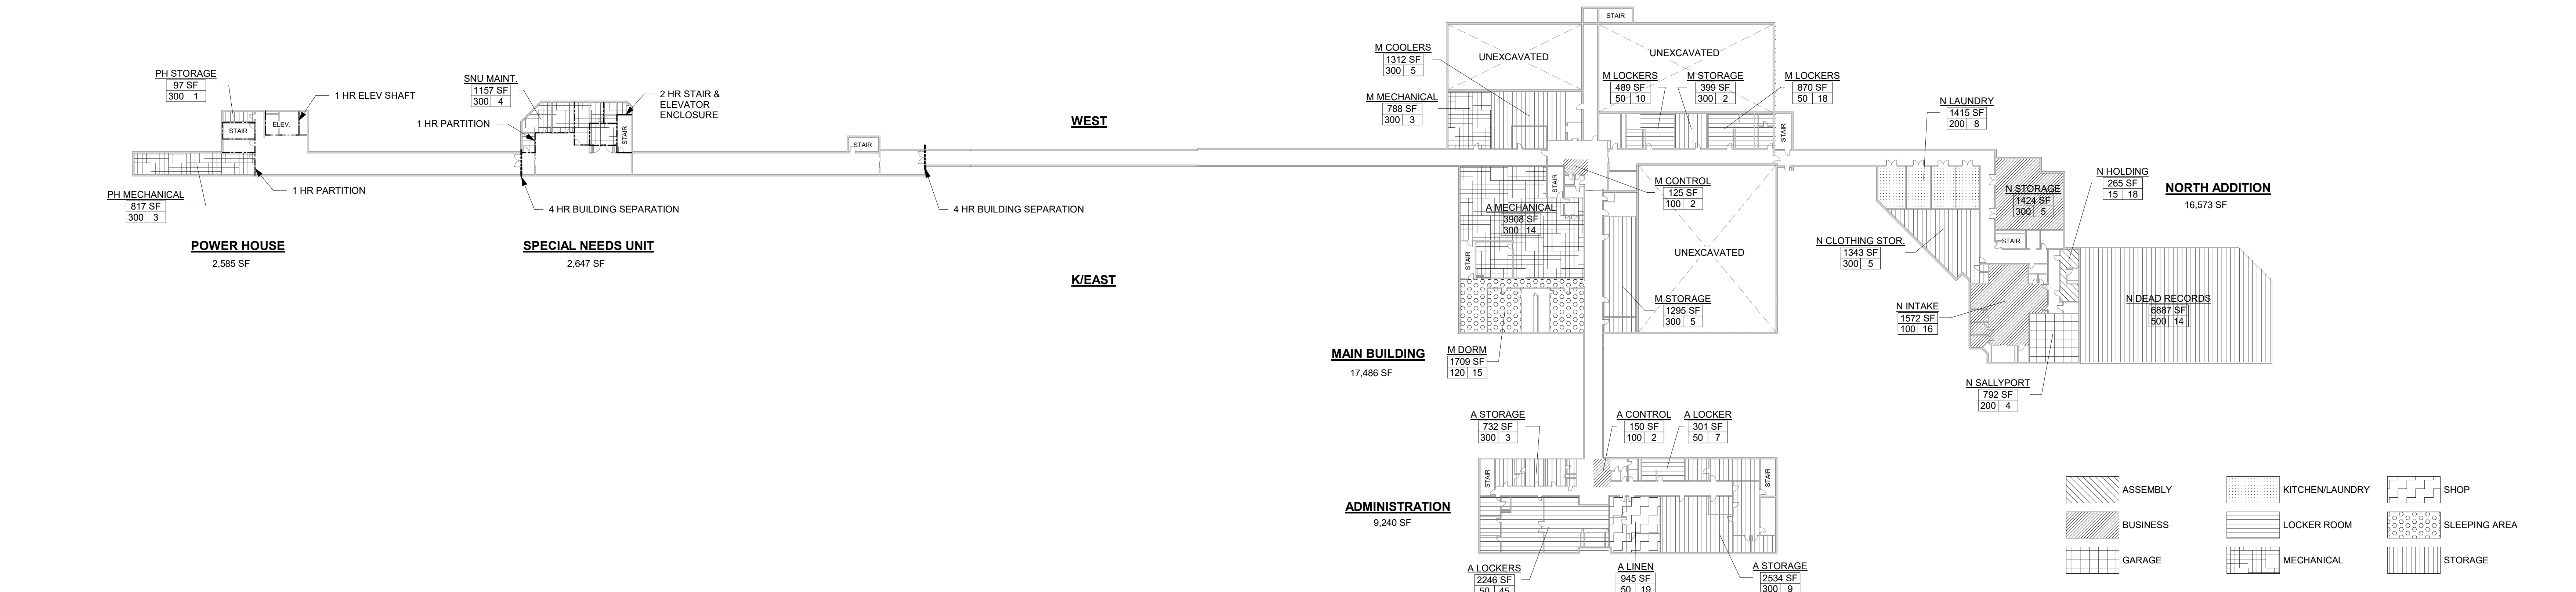 PH STORAGE
97 SF
300 1
STAIR
ELEV.
1 HR ELEV SHAFT
PH MECHANICAL
817 SF
300 3
1 HR PARTITION
POWER HOUSE
2,585 SF
SNU MAINT.
1157 SF
300 4
1 HR PARTITION
2 HR STAIR &
ELEVATOR
ENCLOSURE
STAIR
4 HR BUILDING SEPARATION
SPECIAL NEEDS UNIT
2,647 SF
STAIR
4 HR BUILDING SEPARATION
WEST
K/EAST
STAIR
UNEXCAVATED
UNEXCAVATED
M COOLERS
1312 SF
300 5
M MECHANICAL
788 SF
300 3
M LOCKERS
489 SF
50 10
M STORAGE
399 SF
300 2
M LOCKERS
870 SF
50 18
STAIR
STAIR
M CONTROL
125 SF
100 2
A MECHANICAL
3908 SF
300 14
STAIR
UNEXCAVATED
M STORAGE
1295 SF
300 5
MAIN BUILDING
17,486 SF
M DORM
1709 SF
120 15
N LAUNDRY
1415 SF
200 8
N STORAGE
1424 SF
300 5
N HOLDING
265 SF
15 18
NORTH ADDITION
16,573 SF
N CLOTHING STOR.
1343 SF
300 5
STAIR
N INTAKE
1572 SF
100 16
N DEAD RECORDS
6887 SF
500 14
N SALLYPORT
792 SF
200 4
A STORAGE
732 SF
300 3
A CONTROL
150 SF
100 2
A LOCKER
301 SF
50 7
STAIR
STAIR
ADMINISTRATION
9,240 SF
A LOCKERS
2246 SF
50 45
A LINEN
945 SF
50 19
A STORAGE
2534 SF
300 9
ASSEMBLY
BUSINESS
GARAGE
KITCHEN/LAUNDRY
LOCKER ROOM
MECHANICAL
SHOP
SLEEPING AREA
STORAGE